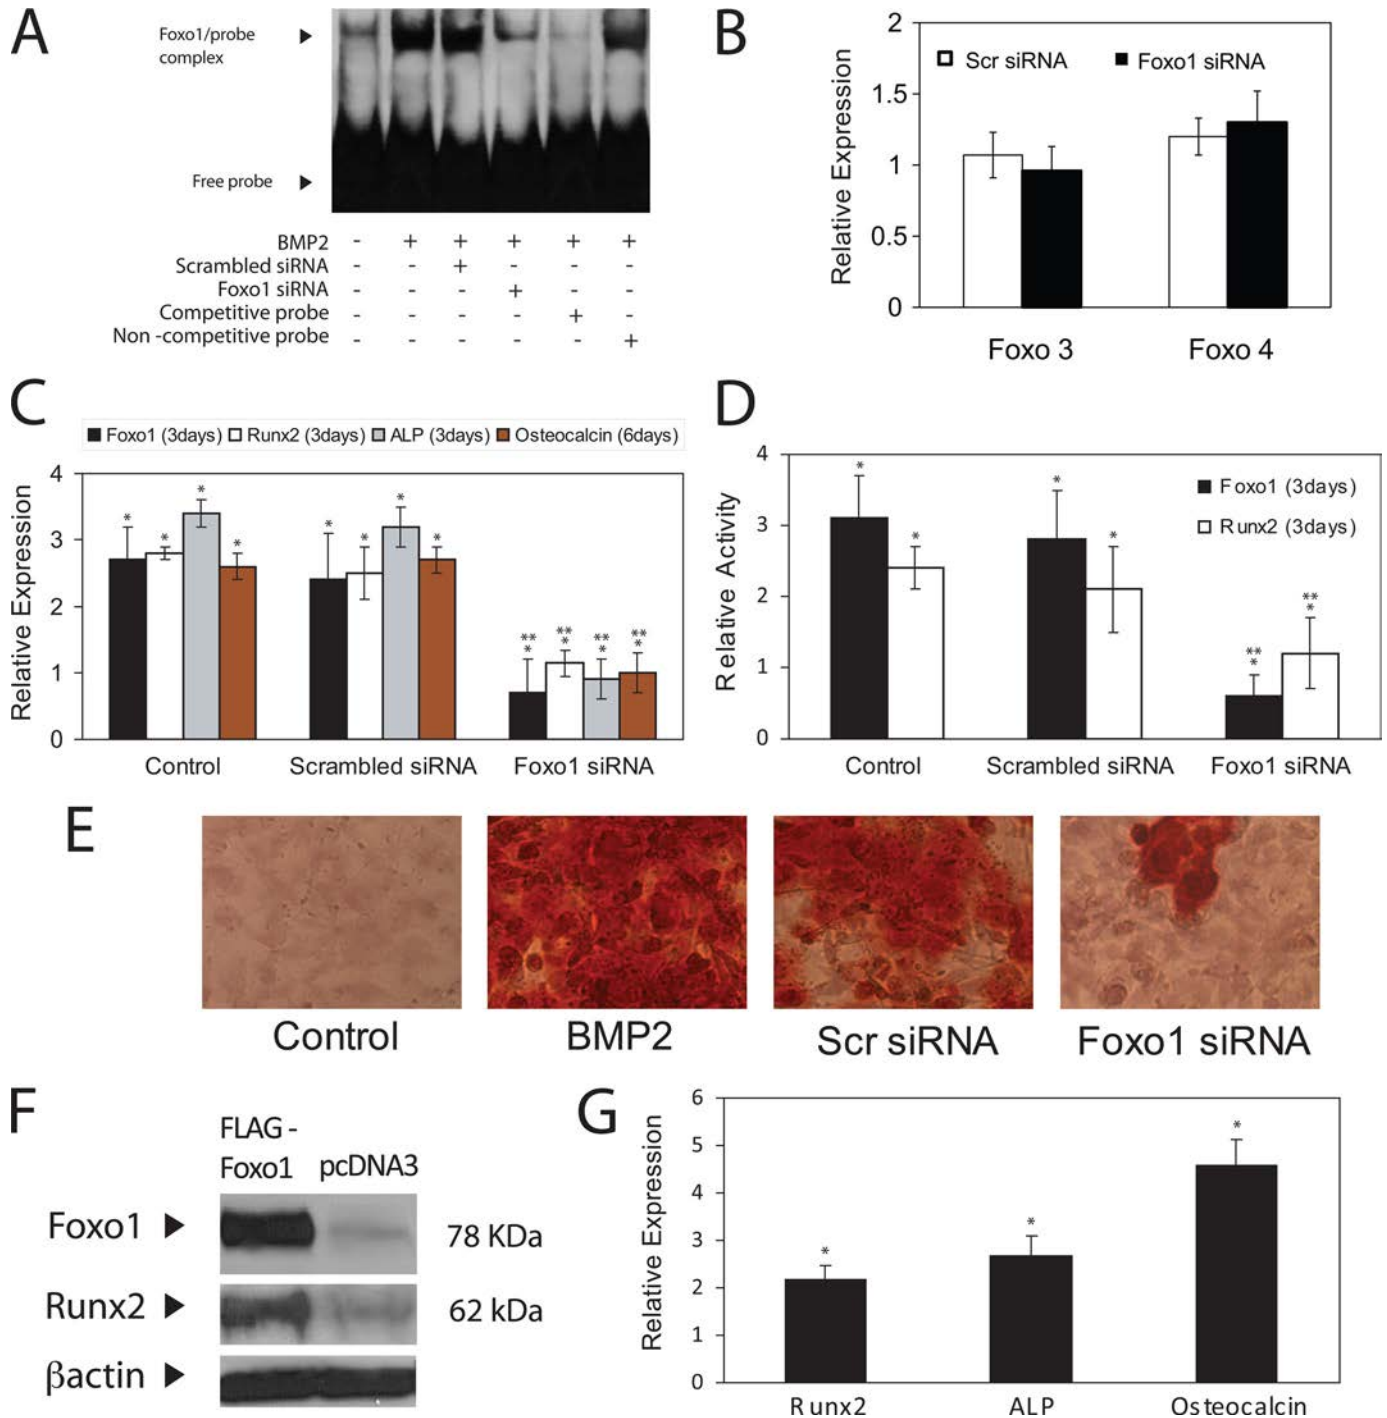 A
Foxo1/probe
complex
Free probe
BMP2 - + + + + +
Scrambled siRNA - - + - - -
Foxo1 siRNA - - - + - -
Competitive probe - - - - + -
Non -competitive probe - - - - - +
B
Relative Expression
2
1.5
1
0.5
0
Scr siRNA Foxo1 siRNA
Foxo 3 Foxo 4
C
Foxo1 (3days) Runx2 (3days) ALP (3days) Osteocalcin (6days)
Relative Expression
4
3
2
1
0
* * * *
* * * *
** ** ** **
* * * *
Control Scrambled siRNA Foxo1 siRNA
D
Relative Activity
4
3
2
1
0
Foxo1 (3days)
Runx2 (3days)
* *
* *
** **
* *
Control Scrambled siRNA Foxo1 siRNA
E
Control BMP2 Scr siRNA Foxo1 siRNA
F
FLAG -
Foxo1 pcDNA3
Foxo1 78 KDa
Runx2 62 kDa
βactin
G
Relative Expression
6
5
4
3
2
1
0
* * *
Runx2 ALP Osteocalcin